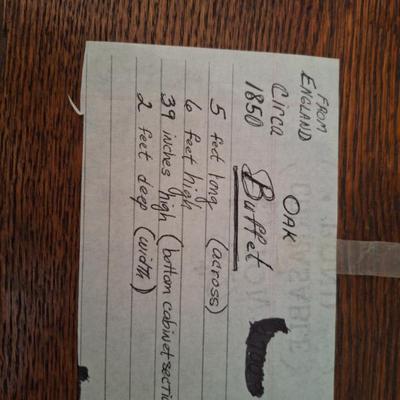 FROM
ENGLAND
Circa
1850
OAK
Buffet
5 feet long (across)
6 feet high
39 inches high (bottom cabinet secti
2 feet deep (width)